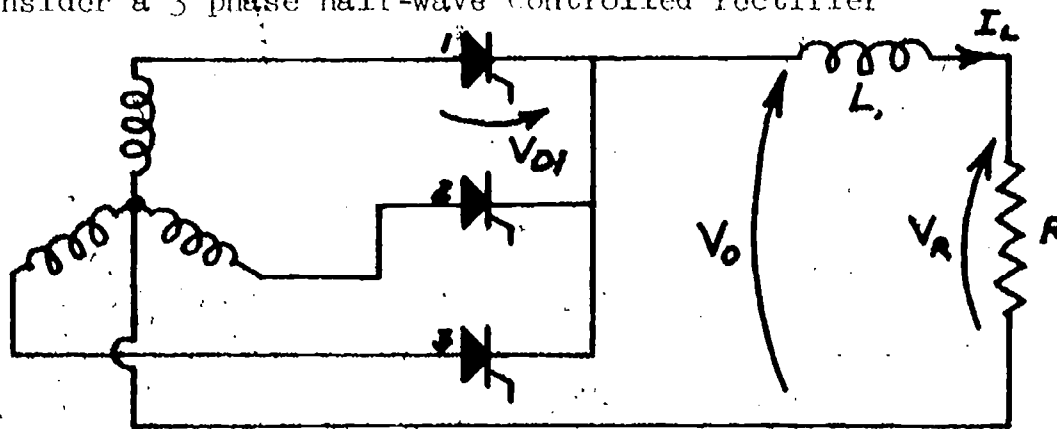 nsider a 3 phase half-wave controlled rectifier
I_L
1
L,
V_D1
2
V_O
V_R
R
3